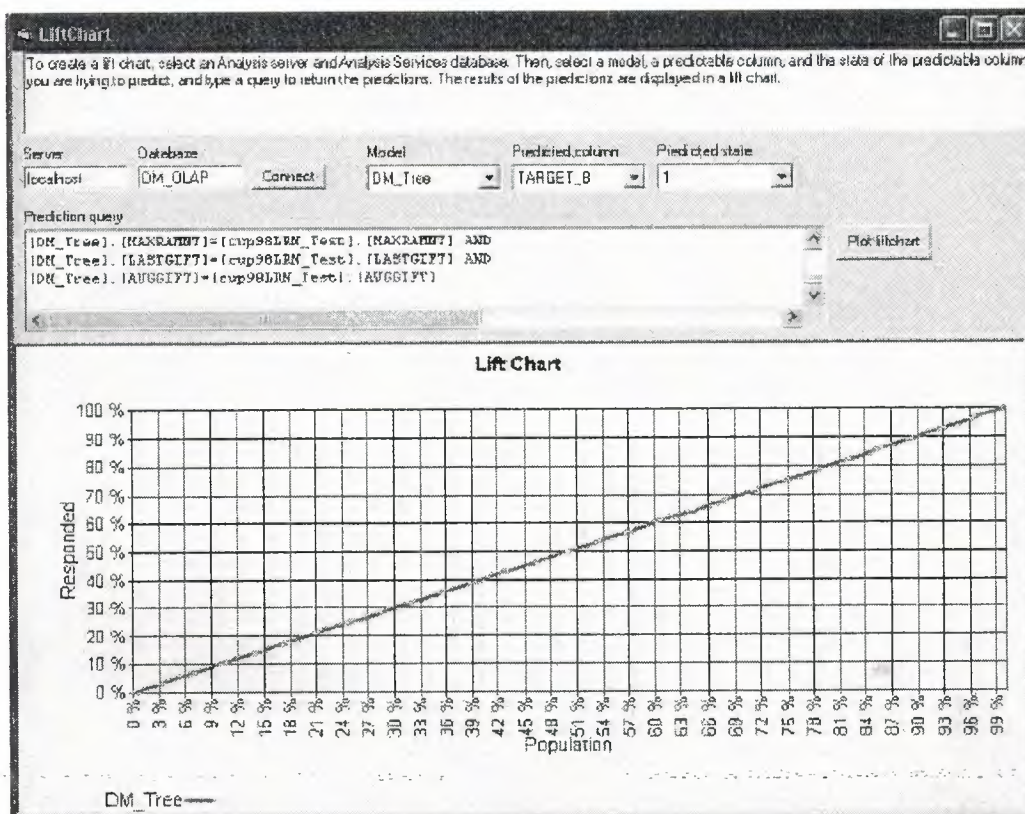 LiftChart
To create a lift chart, select an Analysis server and Analysis Services database. Then, select a model, a predictable column, and the state of the predictable column
you are trying to predict, and type a query to return the predictions. The results of the predictions are displayed in a lift chart.
Server Database Model Predicted column Predicted state
localhost DM_OLAP Connect DM_Tree TARGET_B 1
Prediction query
[DM_Tree].[MAXRAMNT]=[cup98LRN_Test].[MAXRAMNT] AND
[DM_Tree].[LASTGIFT]=[cup98LRN_Test].[LASTGIFT] AND
[DM_Tree].[AVGGIFT]=[cup98LRN_Test].[AVGGIFT]
Plot liftchart
Lift Chart
Responded
100 %
90 %
80 %
70 %
60 %
50 %
40 %
30 %
20 %
10 %
0 %
0 % 3 % 6 % 9 % 12 % 15 % 18 % 21 % 24 % 27 % 30 % 33 % 36 % 39 % 42 % 45 % 48 % 51 % 54 % 57 % 60 % 63 % 66 % 69 % 72 % 75 % 78 % 81 % 84 % 87 % 90 % 93 % 96 % 99 %
Population
DM_Tree